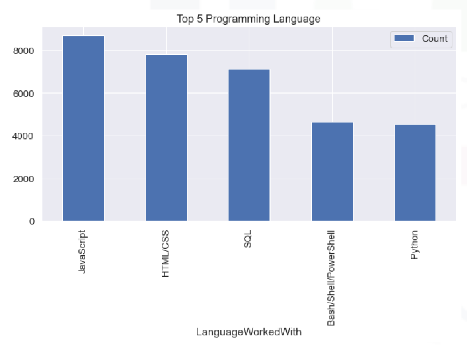 Top 5 Programming Language
Count
8000
6000
4000
2000
0
JavaScript
HTML/CSS
SQL
Bash/Shell/PowerShell
Python
LanguageWorkedWith